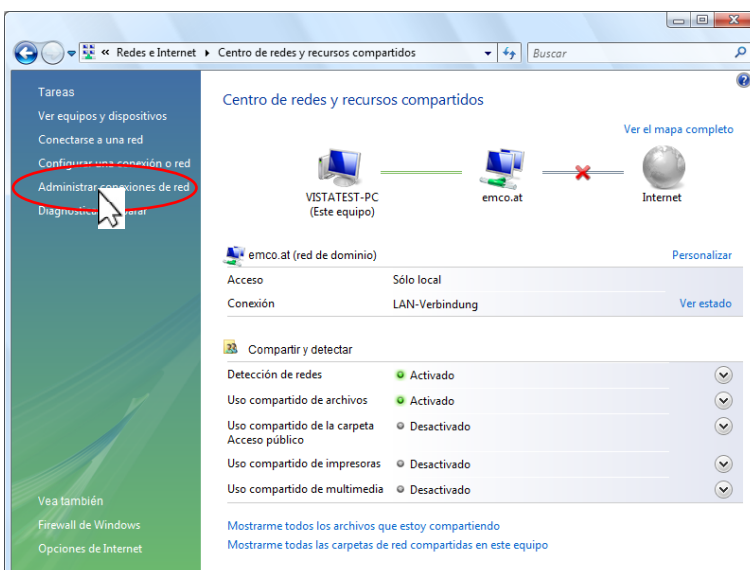 « Redes e Internet ▸ Centro de redes y recursos compartidos
Buscar
Tareas
Ver equipos y dispositivos
Conectarse a una red
Configurar una conexión o red
Administrar conexiones de red
Diagnosticar
Centro de redes y recursos compartidos
Ver el mapa completo
VISTATEST-PC
(Este equipo)
emco.at
Internet
emco.at (red de dominio)
Personalizar
Acceso Sólo local
Conexión LAN-Verbindung Ver estado
Compartir y detectar
Detección de redes Activado
Uso compartido de archivos Activado
Uso compartido de la carpeta Desactivado
Acceso público
Uso compartido de impresoras Desactivado
Uso compartido de multimedia Desactivado
Mostrarme todos los archivos que estoy compartiendo
Mostrarme todas las carpetas de red compartidas en este equipo
Vea también
Firewall de Windows
Opciones de Internet